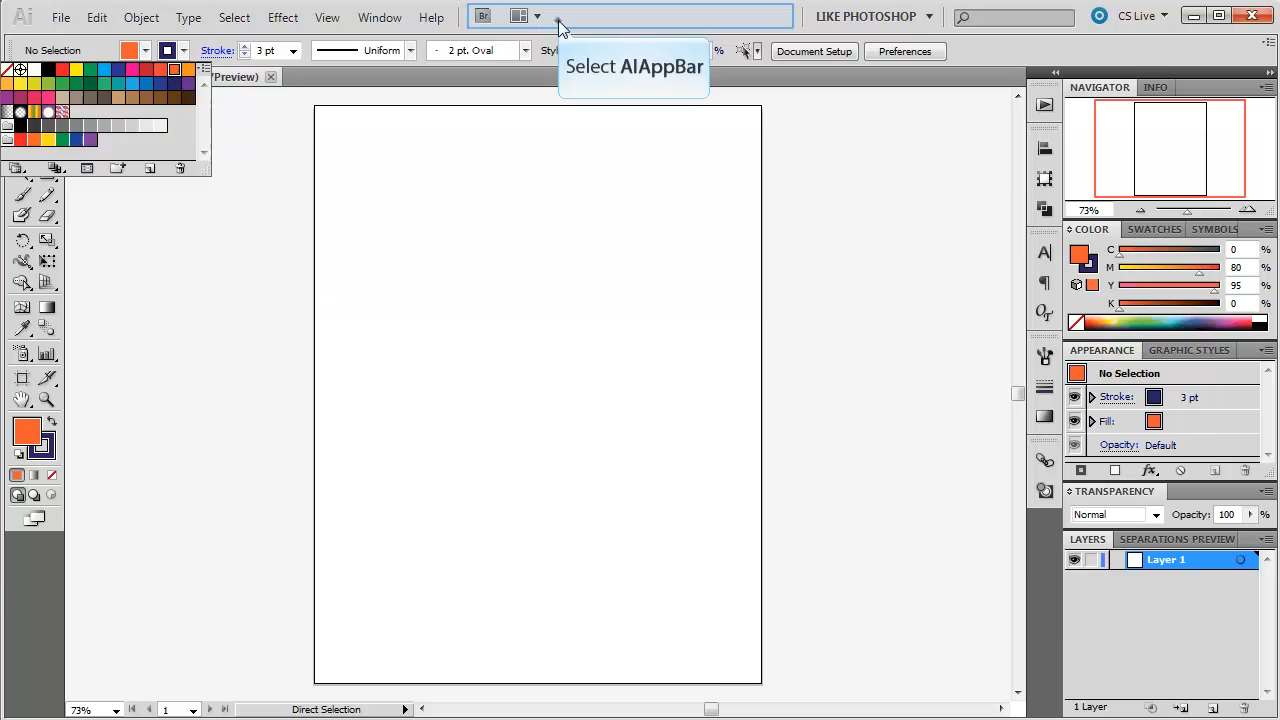 Ai File Edit Object Type Select Effect View Window Help Br LIKE PHOTOSHOP CS Live
No Selection Stroke: 3 pt Uniform 2 pt. Oval Styl % Document Setup Preferences
Select AIAppBar
/Preview)
NAVIGATOR INFO
73%
COLOR SWATCHES SYMBOLS
C 0 %
M 80 %
Y 95 %
K 0 %
APPEARANCE GRAPHIC STYLES
No Selection
Stroke: 3 pt
Fill:
Opacity: Default
fx
TRANSPARENCY
Normal Opacity: 100 %
LAYERS SEPARATIONS PREVIEW
Layer 1
1 Layer
73% 1 Direct Selection